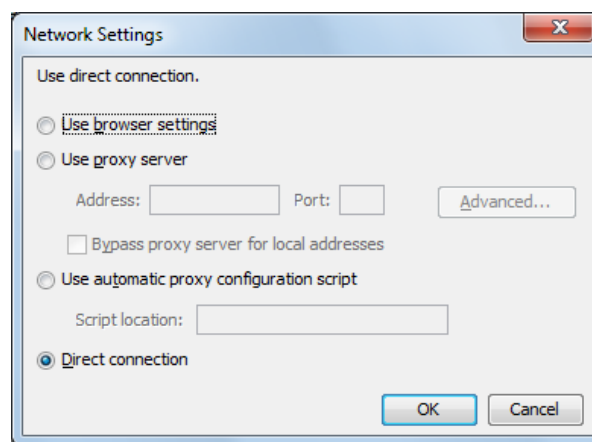 Network Settings
Use direct connection.
Use browser settings
Use proxy server
Address: Port: Advanced...
Bypass proxy server for local addresses
Use automatic proxy configuration script
Script location:
Direct connection
OK Cancel